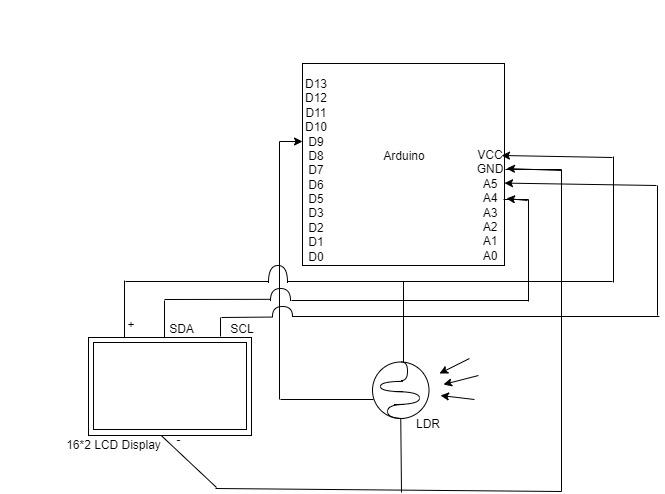 D13
D12
D11
D10
D9
D8
D7
D6
D5
D3
D2
D1
D0
Arduino
VCC
GND
A5
A4
A3
A2
A1
A0
+
SDA
SCL
16*2 LCD Display
-
LDR